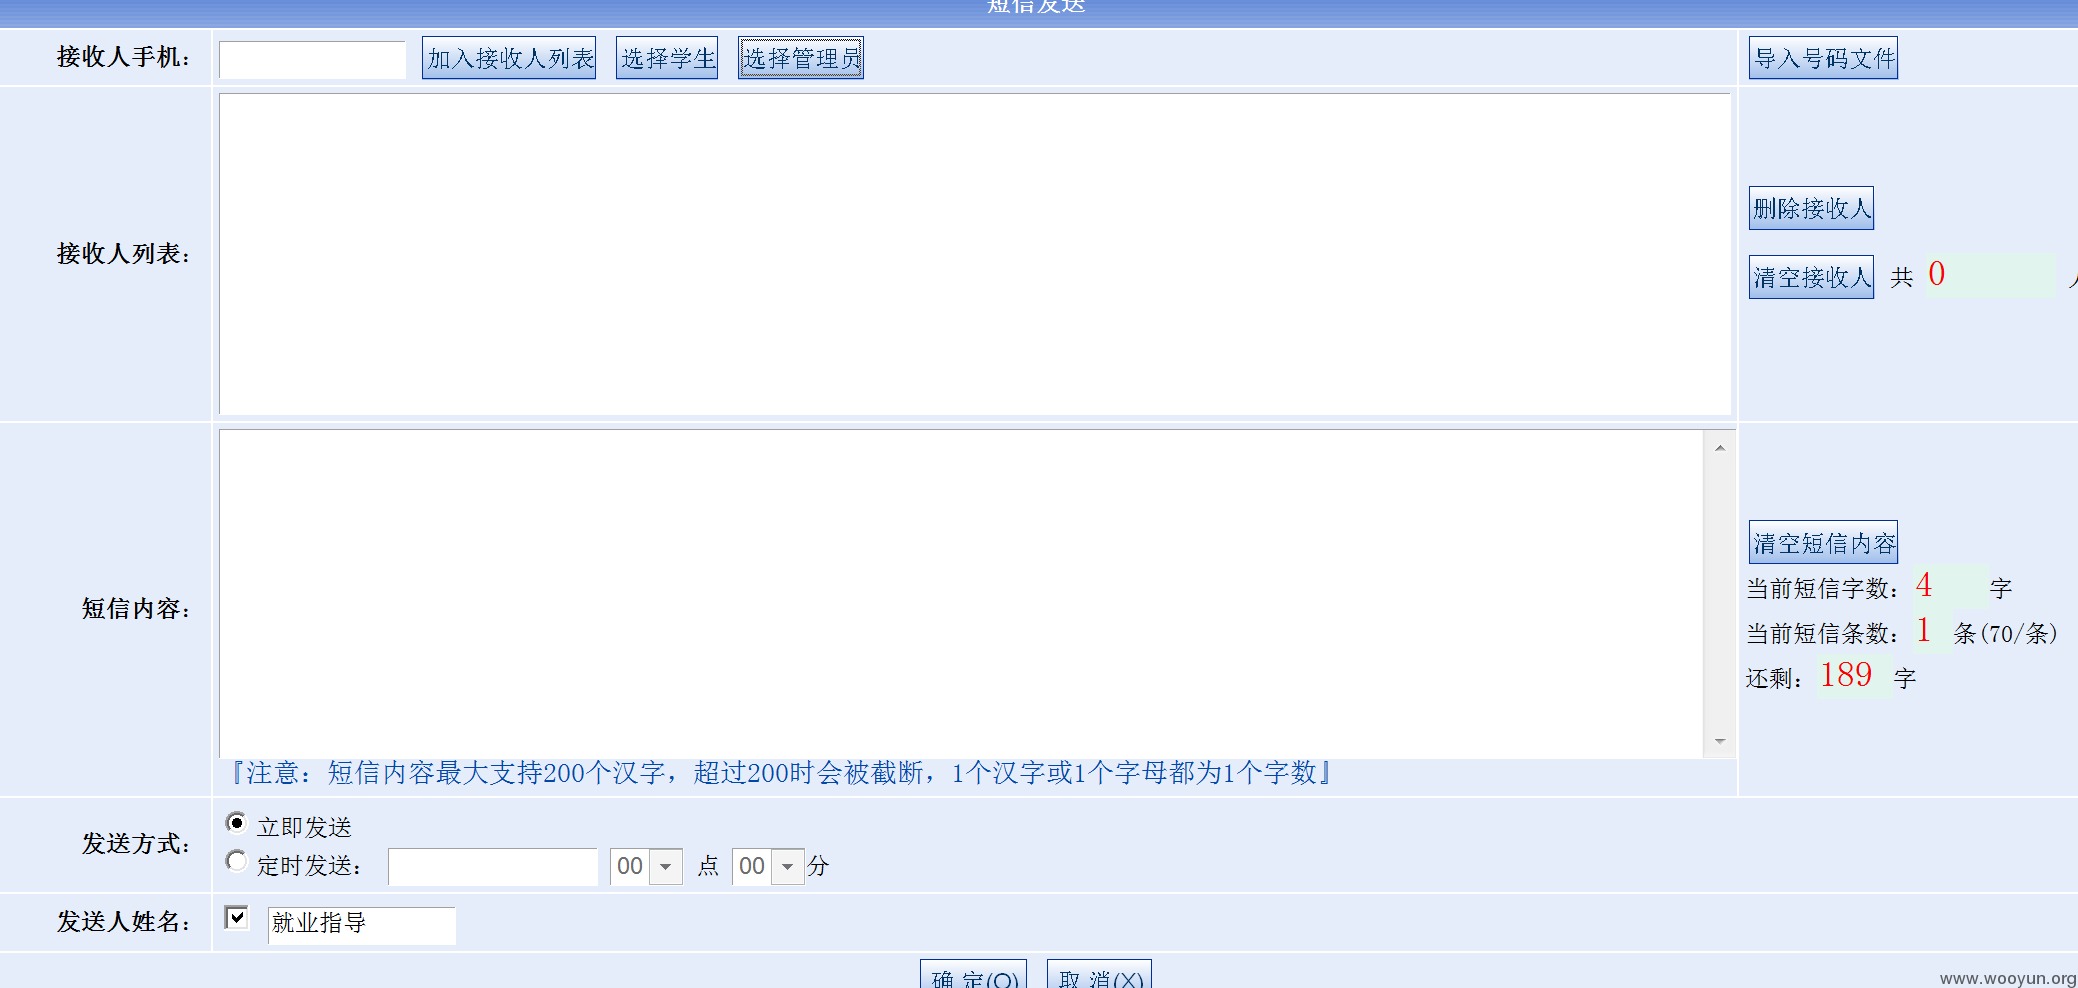 短信发送
接收人手机： 加入接收人列表 选择学生 选择管理员 导入号码文件
接收人列表：
删除接收人
清空接收人 共 0
短信内容：
清空短信内容
当前短信字数：4 字
当前短信条数：1 条(70/条)
还剩：189 字
『注意：短信内容最大支持200个汉字，超过200时会被截断，1个汉字或1个字母都为1个字数』
发送方式：
立即发送
定时发送： 00 点 00 分
发送人姓名： 就业指导
确 定(O) 取 消(X)
www.wooyun.org